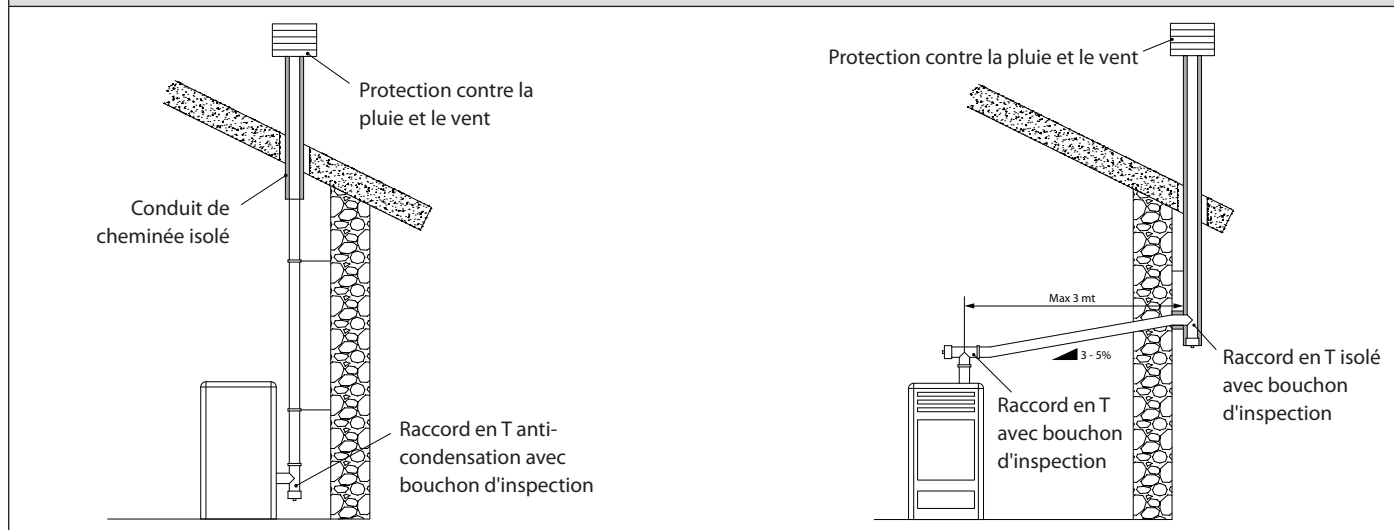 Protection contre la
pluie et le vent
Conduit de
cheminée isolé
Raccord en T anti-
condensation avec
bouchon d'inspection
Protection contre la pluie et le vent
Max 3 mt
3 - 5%
Raccord en T
avec bouchon
d'inspection
Raccord en T isolé
avec bouchon
d'inspection